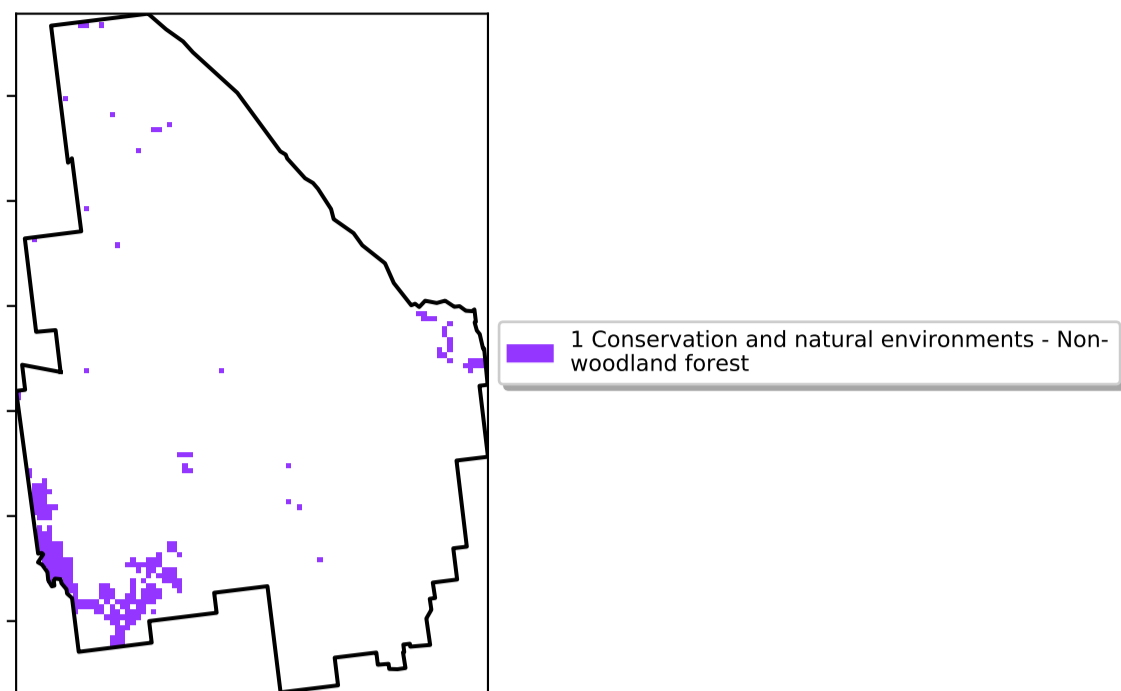 1 Conservation and natural environments - Non-
woodland forest